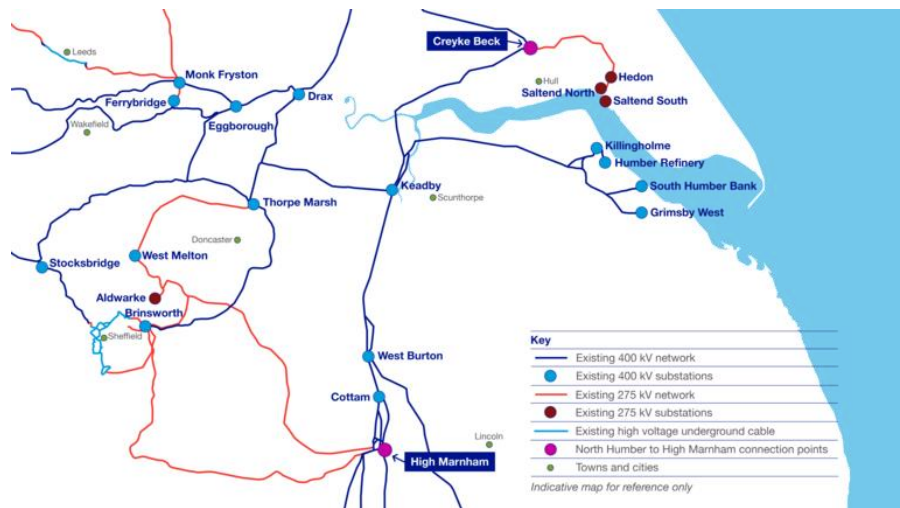 Creyke Beck
Leeds
Monk Fryston
Hedon
Hull
Saltend North
Drax
Ferrybridge
Saltend South
Eggborough
Wakefield
Killingholme
Humber Refinery
South Humber Bank
Keadby
Scunthorpe
Thorpe Marsh
Grimsby West
Doncaster
West Melton
Stocksbridge
Aldwarke
Brinsworth
Sheffield
West Burton
Cottam
Lincoln
High Marnham
Key
Existing 400 kV network
Existing 400 kV substations
Existing 275 kV network
Existing 275 kV substations
Existing high voltage underground cable
North Humber to High Marnham connection points
Towns and cities
Indicative map for reference only